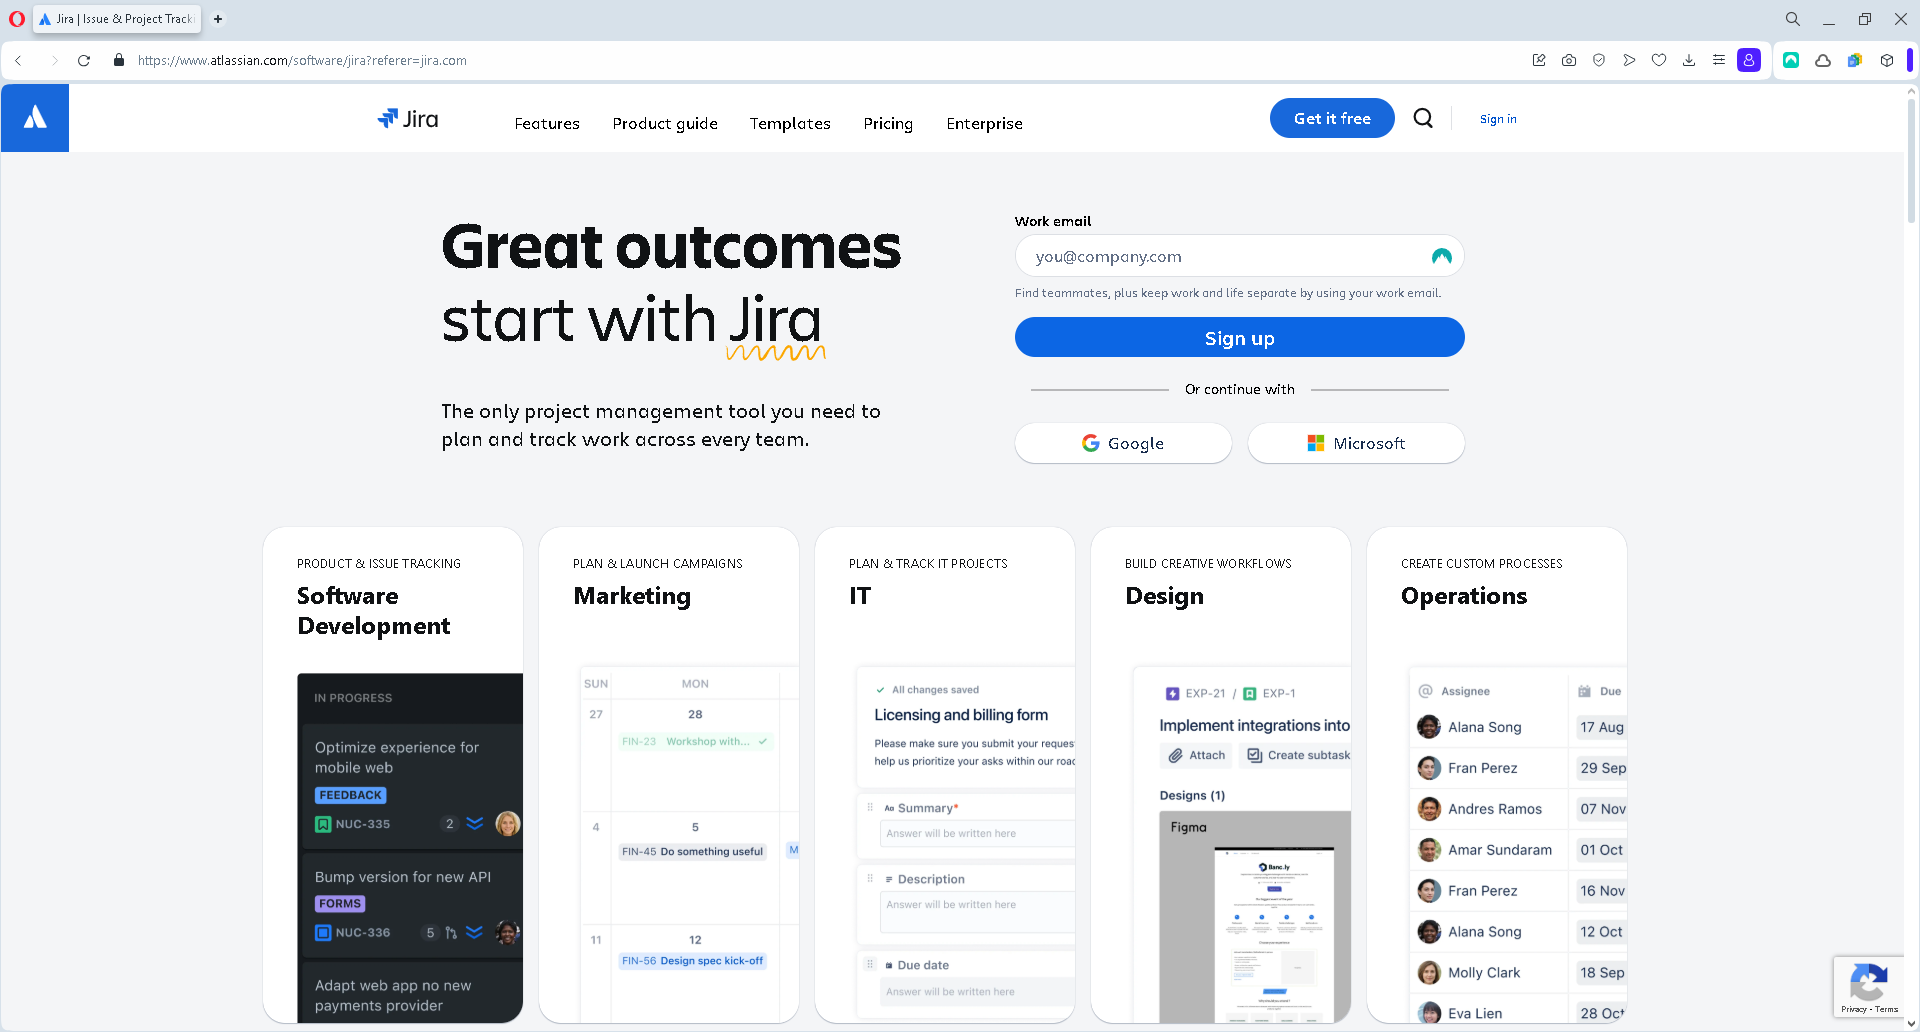 Jira | Issue & Project Tracki
https://www.atlassian.com/software/jira?referer=jira.com
Jira
Features
Product guide
Templates
Pricing
Enterprise
Get it free
Sign in
Great outcomes
start with Jira
The only project management tool you need to
plan and track work across every team.
Work email
you@company.com
Find teammates, plus keep work and life separate by using your work email.
Sign up
Or continue with
Google
Microsoft
PRODUCT & ISSUE TRACKING
Software
Development
IN PROGRESS
Optimize experience for
mobile web
FEEDBACK
NUC-335
2
Bump version for new API
FORMS
NUC-336
5
Adapt web app no new
payments provider
PLAN & LAUNCH CAMPAIGNS
Marketing
SUN
MON
27
28
FIN-23 Workshop with...
4
5
FIN-45 Do something useful
M
11
12
FIN-56 Design spec kick-off
PLAN & TRACK IT PROJECTS
IT
All changes saved
Licensing and billing form
Please make sure you submit your reques
help us prioritize your asks within our roa
Aa Summary*
Answer will be written here
Description
Answer will be written here
Due date
Answer will be written here
BUILD CREATIVE WORKFLOWS
Design
EXP-21 / EXP-1
Implement integrations into
Attach
Create subtask
Designs (1)
Figma
Banc.ly
CREATE CUSTOM PROCESSES
Operations
Assignee
Due
Alana Song
17 Aug
Fran Perez
29 Sep
Andres Ramos
07 Nov
Amar Sundaram
01 Oct
Fran Perez
16 Nov
Alana Song
12 Oct
Molly Clark
18 Sep
Eva Lien
28 Oct
Privacy - Terms